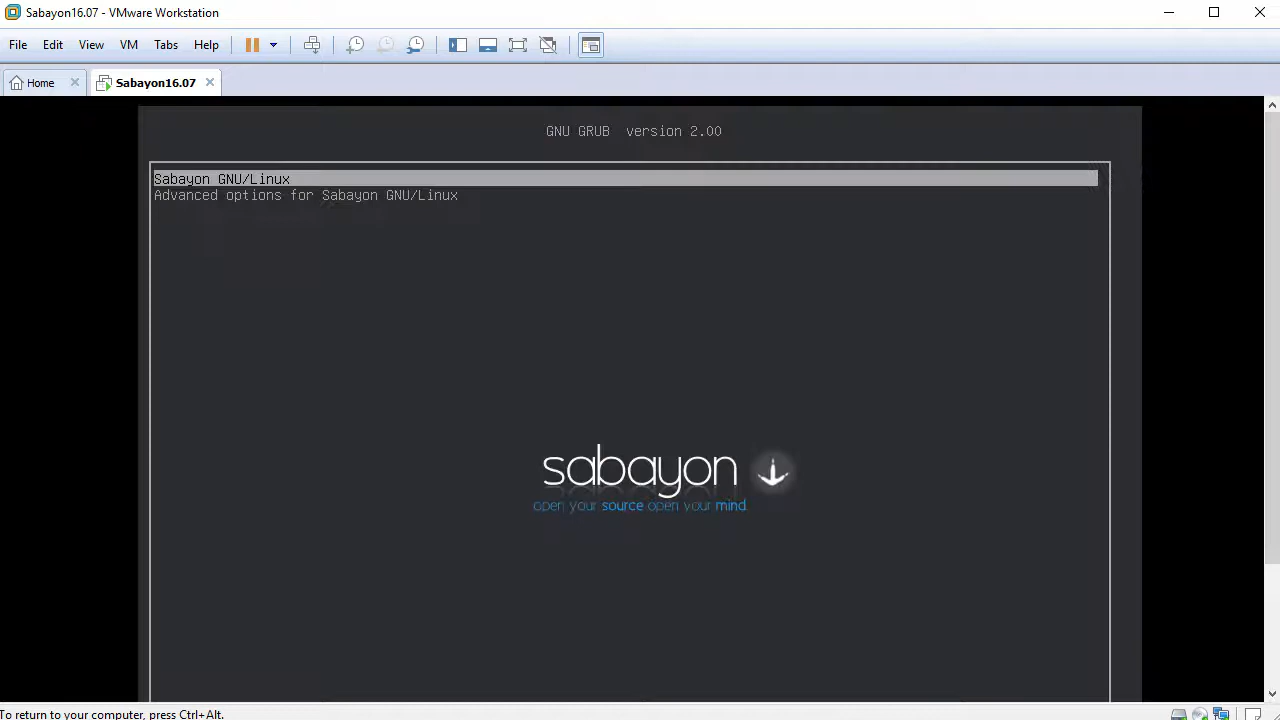 Sabayon16.07 - VMware Workstation
File Edit View VM Tabs Help
Home Sabayon16.07
GNU GRUB version 2.00
Sabayon GNU/Linux
Advanced options for Sabayon GNU/Linux
sabayon
open your source open your mind
To return to your computer, press Ctrl+Alt.